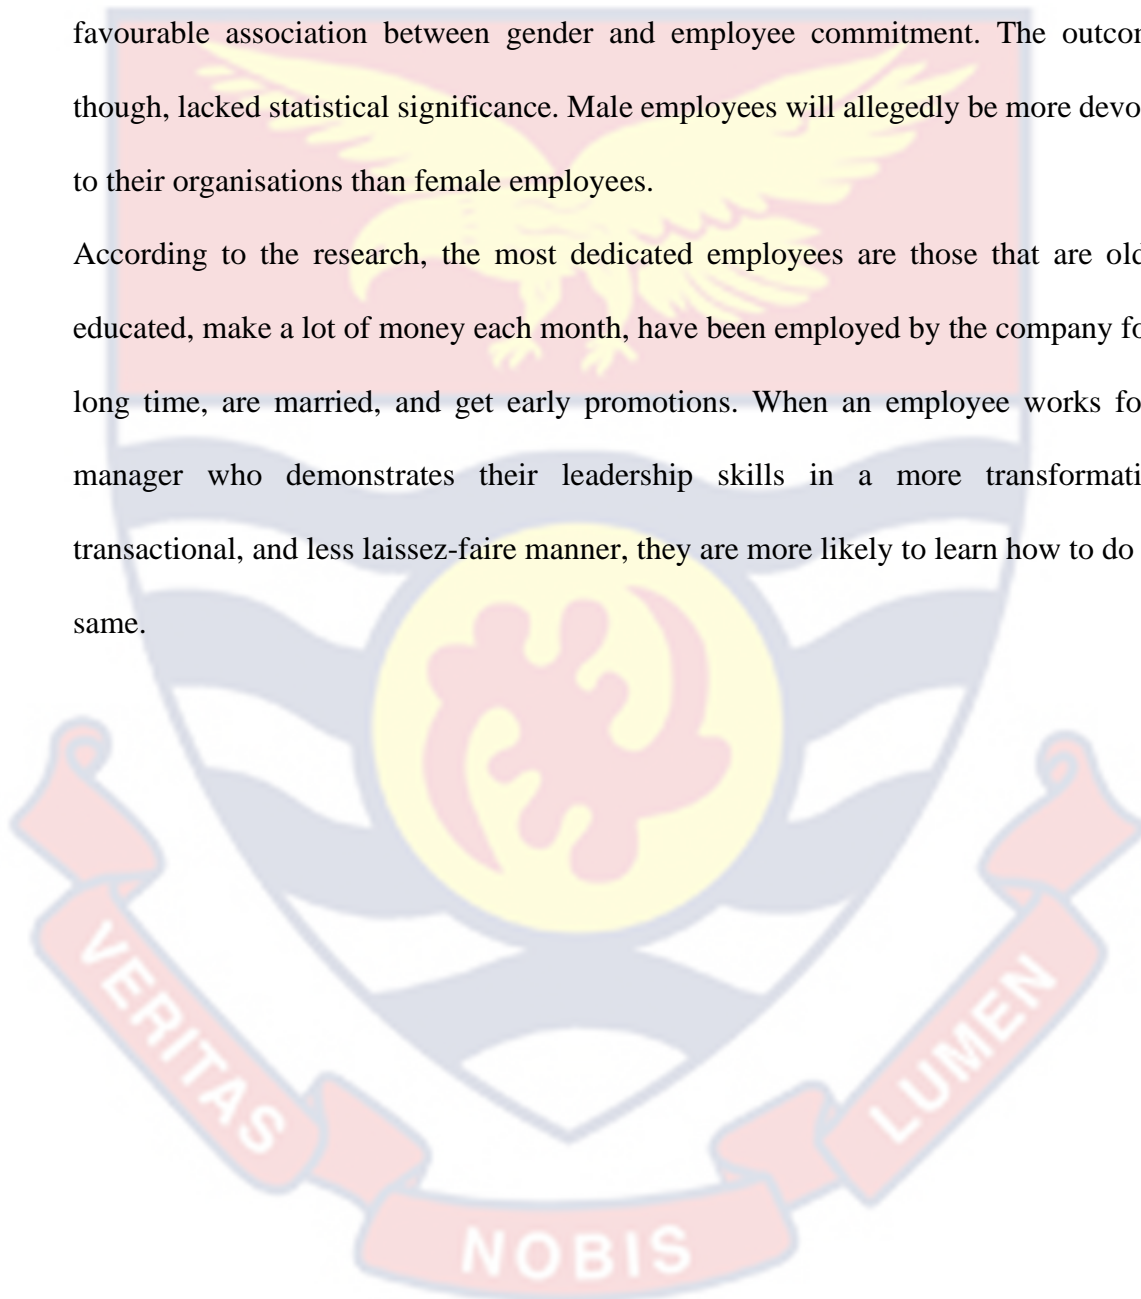 favourable association between gender and employee commitment. The outcor
though, lacked statistical significance. Male employees will allegedly be more devo
to their organisations than female employees.
According to the research, the most dedicated employees are those that are old
educated, make a lot of money each month, have been employed by the company fo
long time, are married, and get early promotions. When an employee works fo
manager who demonstrates their leadership skills in a more transformati
transactional, and less laissez-faire manner, they are more likely to learn how to do
same.
VERITAS
NOBIS
LUMEN